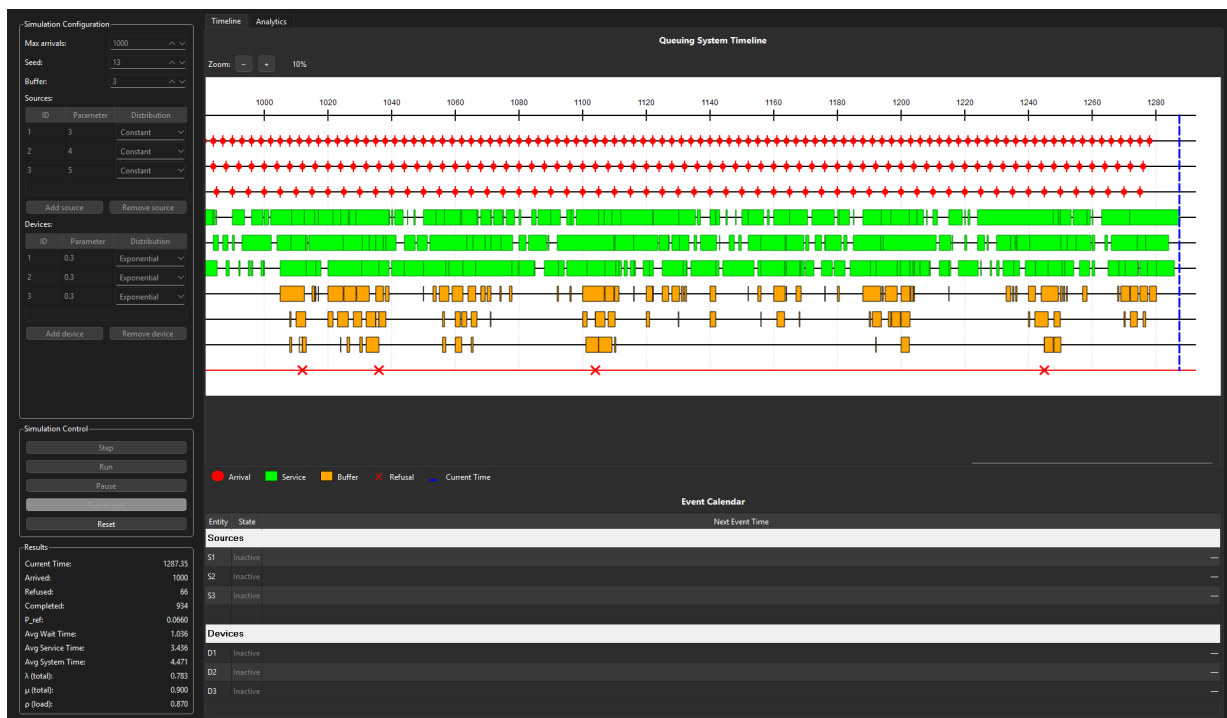 Simulation Configuration
Max arrivals: 1000
Seed: 13
Buffer: 3
Sources:
ID Parameter Distribution
1 3 Constant
2 4 Constant
3 5 Constant
Add source Remove source
Devices:
ID Parameter Distribution
1 0.3 Exponential
2 0.3 Exponential
3 0.3 Exponential
Add device Remove device
Simulation Control
Step
Run
Pause
Reset
Results
Current Time: 1287.35
Arrived: 1000
Refused: 66
Completed: 934
P_ref: 0.0660
Avg Wait Time: 1.036
Avg Service Time: 3.436
Avg System Time: 4.471
λ (total): 0.783
μ (total): 0.900
ρ (load): 0.870
Timeline Analytics
Queuing System Timeline
Zoom: − + 10%
1000 1020 1040 1060 1080 1100 1120 1140 1160 1180 1200 1220 1240 1260 1280
Arrival Service Buffer Refusal Current Time
Event Calendar
Entity State Next Event Time
Sources
S1 Inactive —
S2 Inactive —
S3 Inactive —
Devices
D1 Inactive —
D2 Inactive —
D3 Inactive —